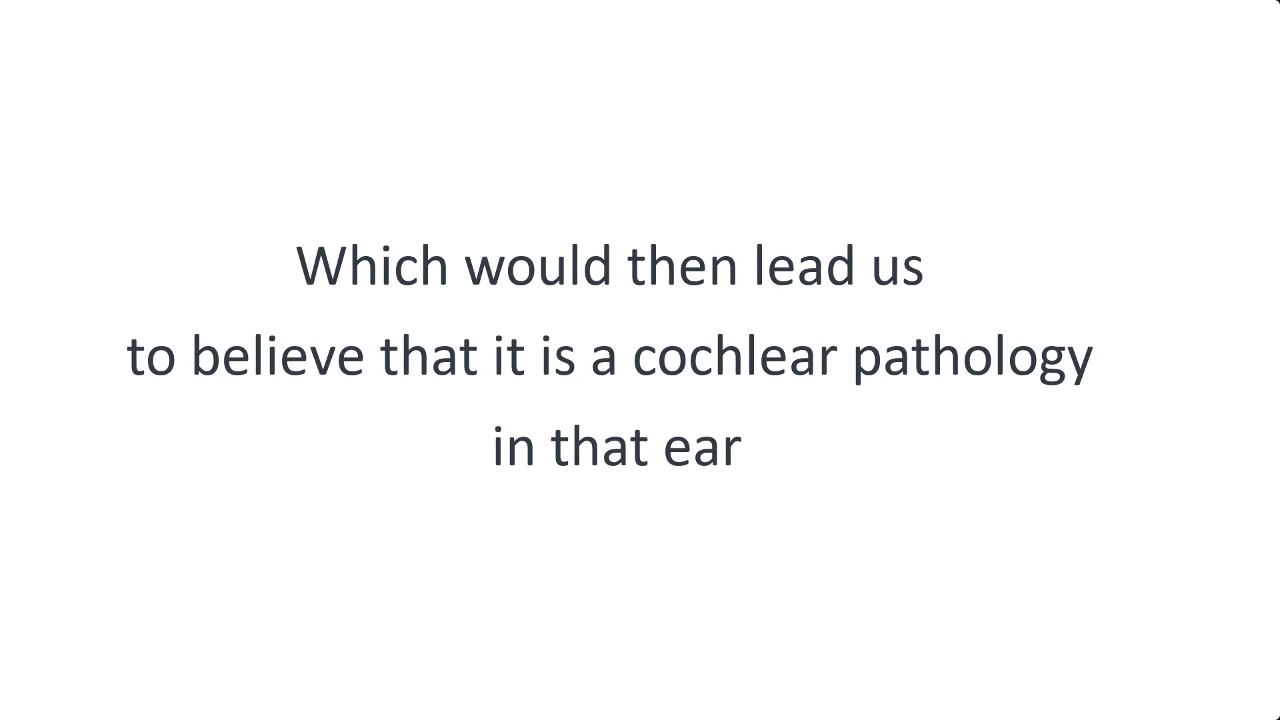 Which would then lead us
to believe that it is a cochlear pathology
in that ear